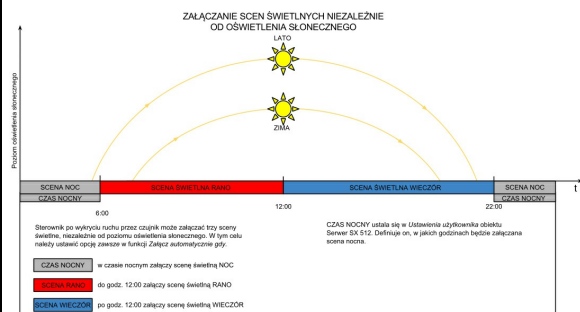 ZAŁĄCZANIE SCEN ŚWIETLNYCH NIEZALEŻNIE
OD OŚWIETLENIA SŁONECZNEGO
LATO
ZIMA
Poziom oświetlenia słonecznego
SCENA NOC
SCENA ŚWIETLNA RANO
SCENA ŚWIETLNA WIECZÓR
SCENA NOC
t
CZAS NOCNY
CZAS NOCNY
6:00
12:00
22:00
Sterownik po wykryciu ruchu przez czujnik może załączać trzy sceny
świetlne, niezależnie od poziomu oświetlenia słonecznego. W tym celu
należy ustawić opcję zawsze w funkcji Załącz automatycznie gdy.
CZAS NOCNY ustala się w Ustawienia użytkownika obiektu
Serwer SX 512. Definiuje on, w jakich godzinach będzie załączana
scena nocna.
CZAS NOCNY
w czasie nocnym załączy scenę świetlną NOC
SCENA RANO
do godz. 12:00 załączy scenę świetlną RANO
SCENA WIECZÓR
po godz. 12:00 załączy scenę świetlną WIECZÓR